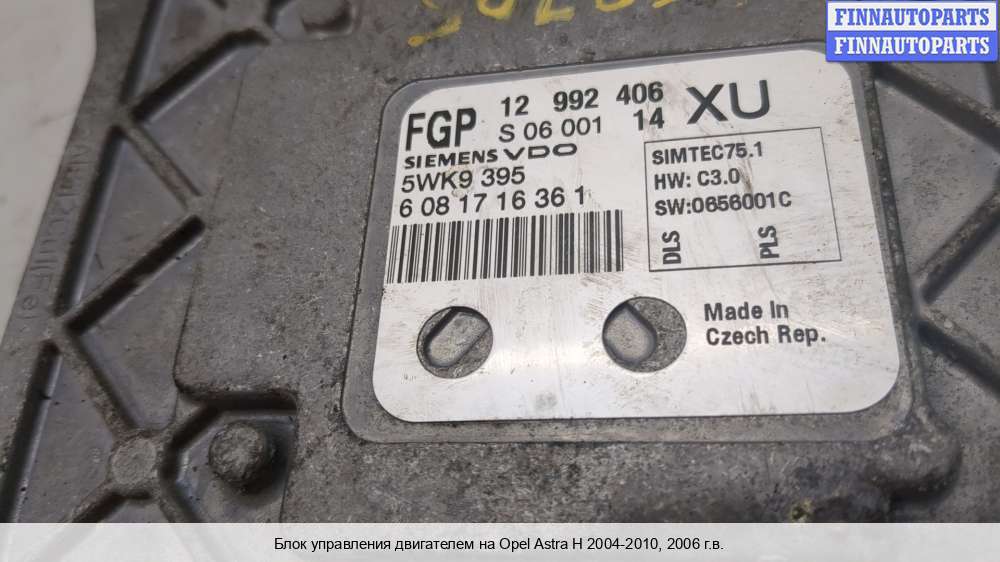 FINNAUTOPARTS
FINNAUTOPARTS
FGP 12 992 406 XU
S 06 001 14
SIEMENS VDO
5WK9 395
6 08 17 16 36 1
SIMTEC75.1
HW: C3.0
SW:0656001C
DLS PLS
Made In
Czech Rep.
Блок управления двигателем на Opel Astra H 2004-2010, 2006 г.в.